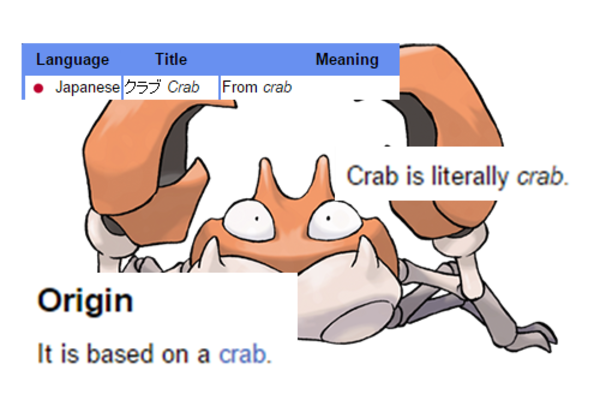 Language Title Meaning
Japanese クラブ Crab From crab
Crab is literally crab.
Origin
It is based on a crab.